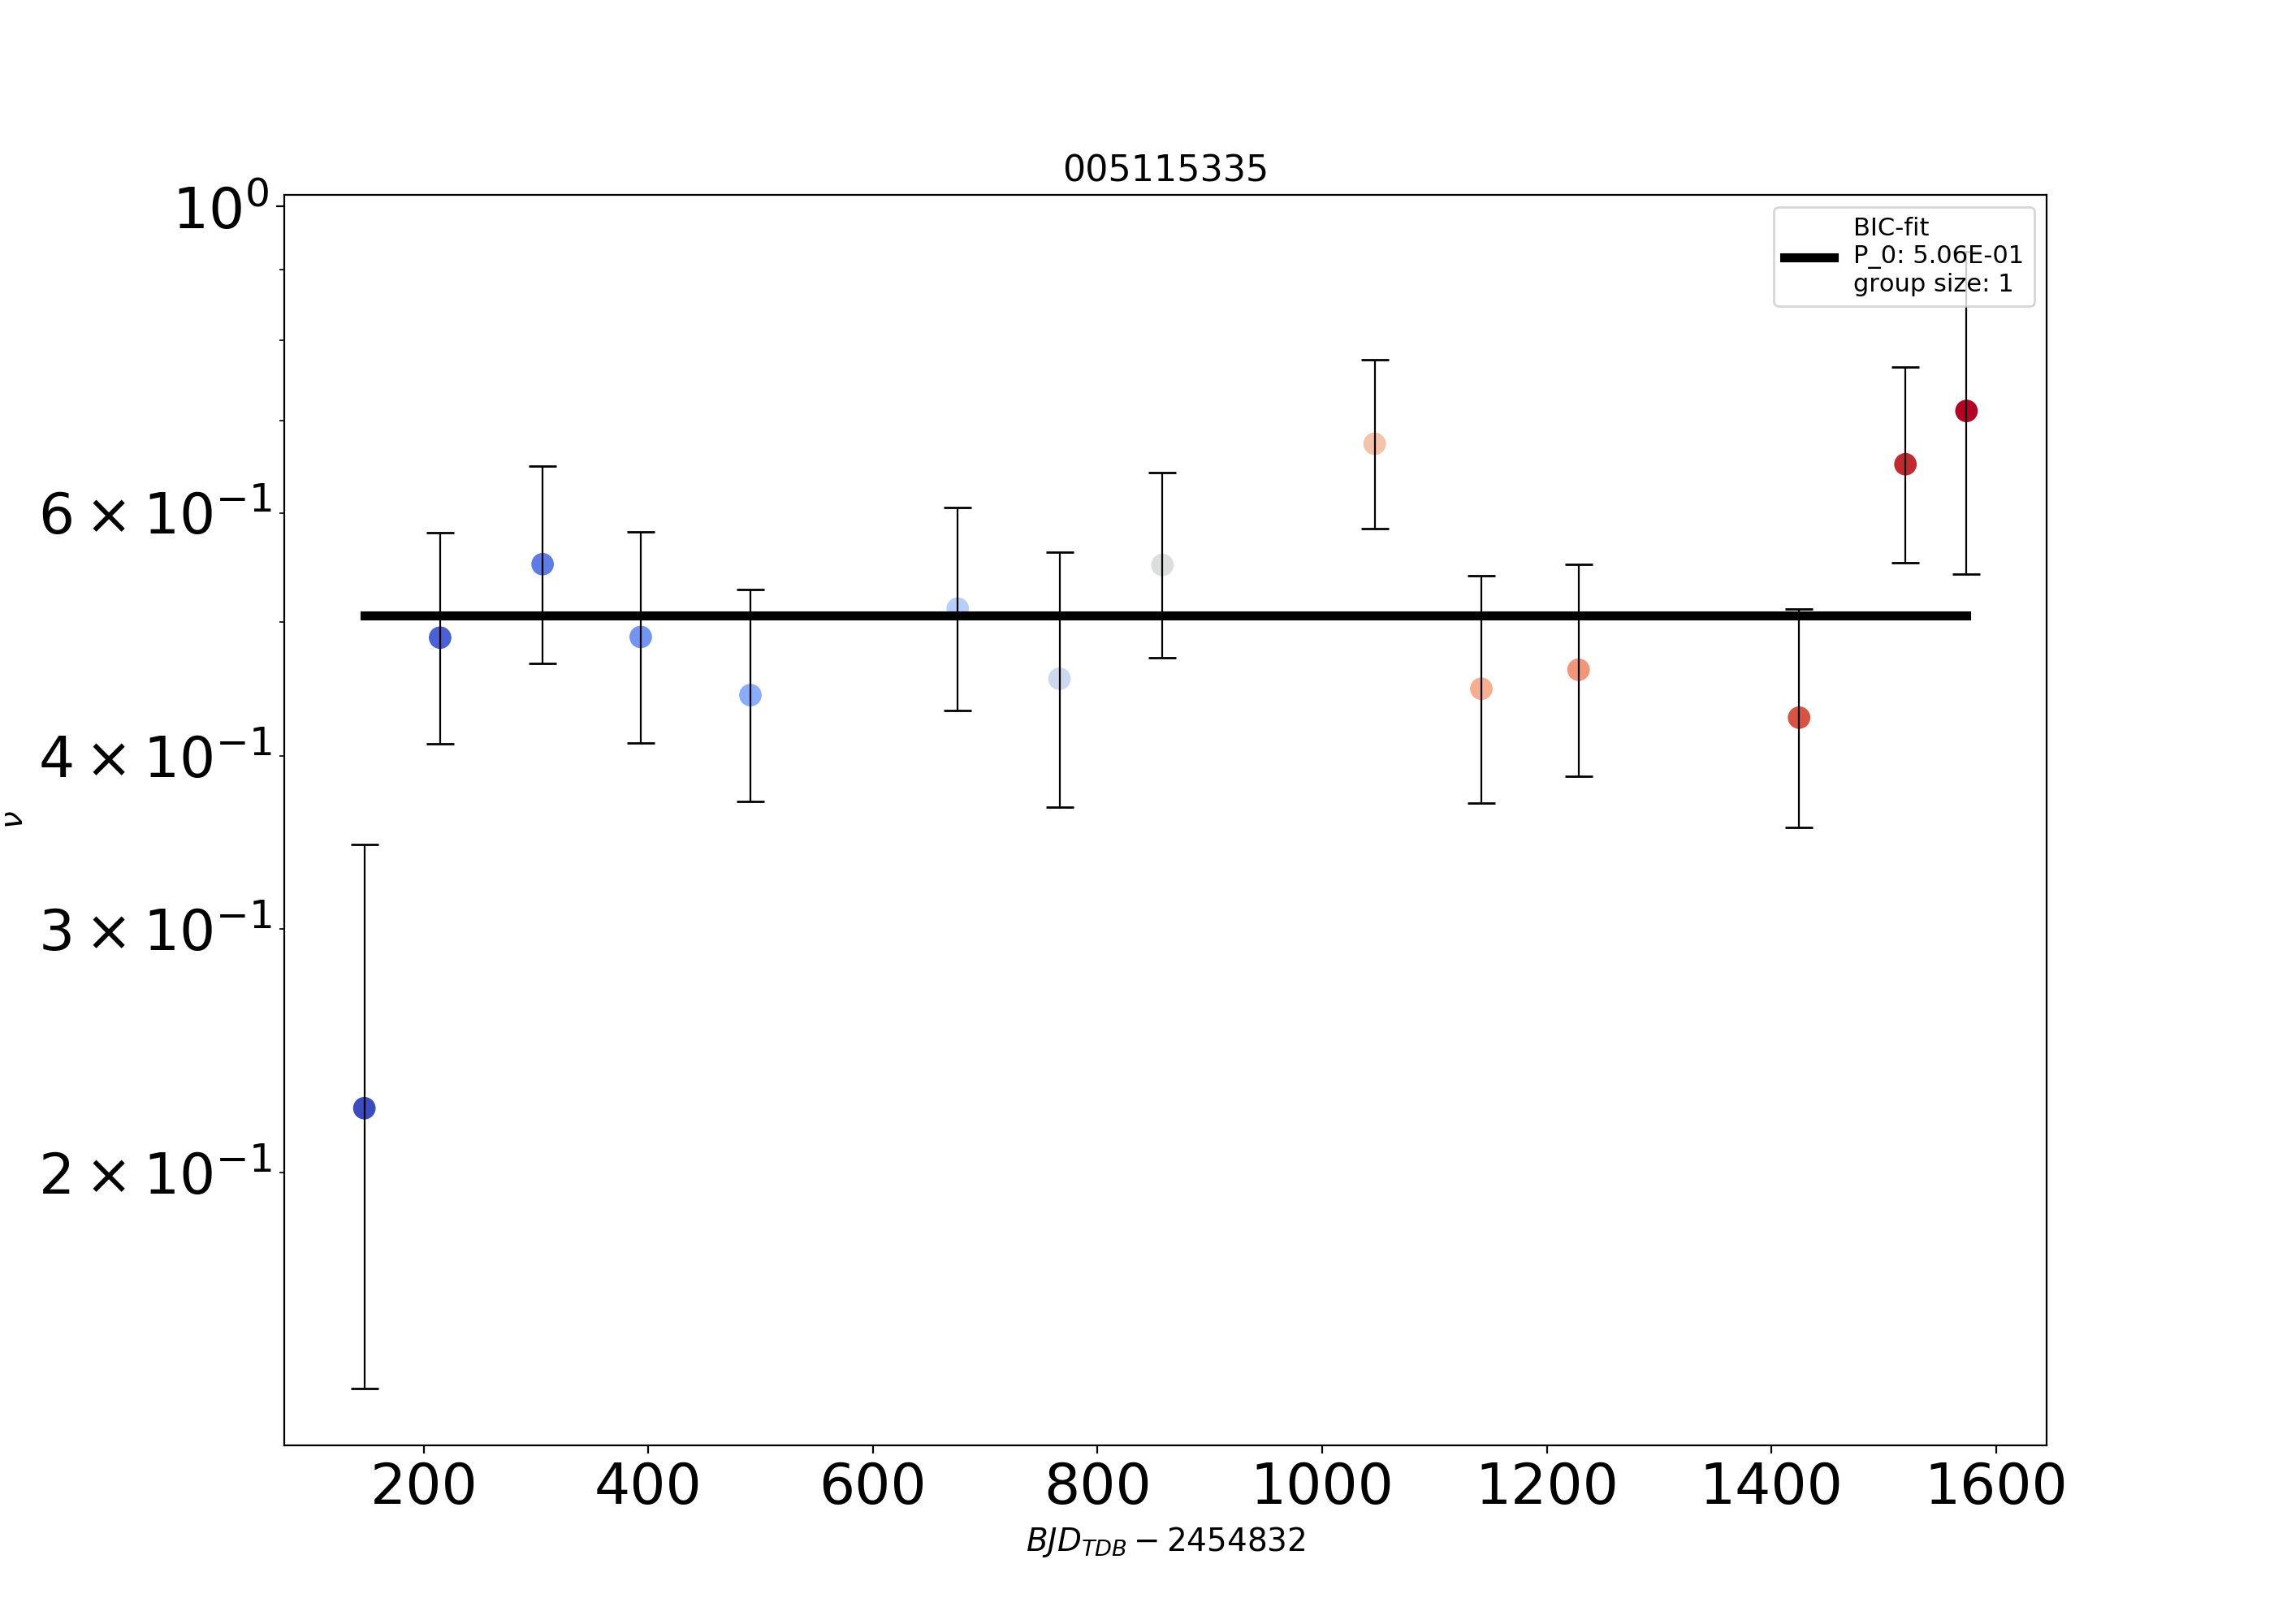 005115335
10⁰
BIC-fit
P_0: 5.06E-01
group size: 1
6 × 10⁻¹
4 × 10⁻¹
3 × 10⁻¹
2 × 10⁻¹
ν
200 400 600 800 1000 1200 1400 1600
BJD_TDB − 2454832